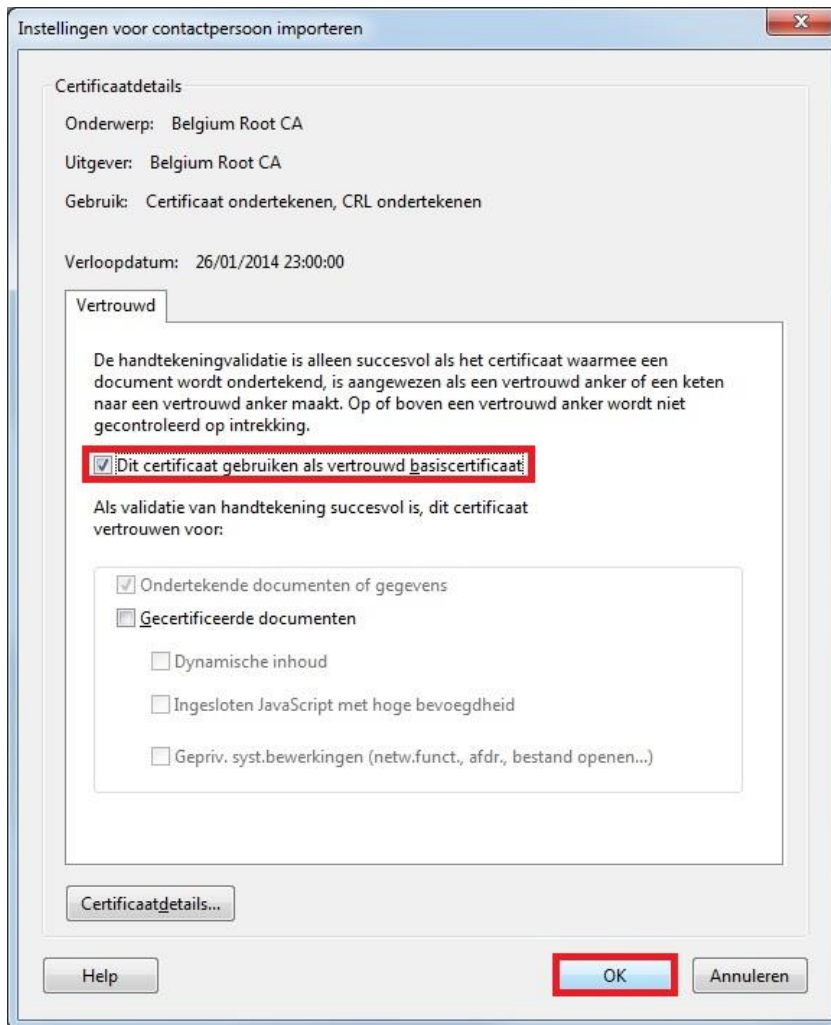 Instellingen voor contactpersoon importeren
Certificaatdetails
Onderwerp: Belgium Root CA
Uitgever: Belgium Root CA
Gebruik: Certificaat ondertekenen, CRL ondertekenen
Verloopdatum: 26/01/2014 23:00:00
Vertrouwd
De handtekeningvalidatie is alleen succesvol als het certificaat waarmee een
document wordt ondertekend, is aangewezen als een vertrouwd anker of een keten
naar een vertrouwd anker maakt. Op of boven een vertrouwd anker wordt niet
gecontroleerd op intrekking.
Dit certificaat gebruiken als vertrouwd basiscertificaat
Als validatie van handtekening succesvol is, dit certificaat
vertrouwen voor:
Ondertekende documenten of gegevens
Gecertificeerde documenten
Dynamische inhoud
Ingesloten JavaScript met hoge bevoegdheid
Gepriv. syst.bewerkingen (netw.funct., afdr., bestand openen...)
Certificaatdetails...
Help
OK
Annuleren